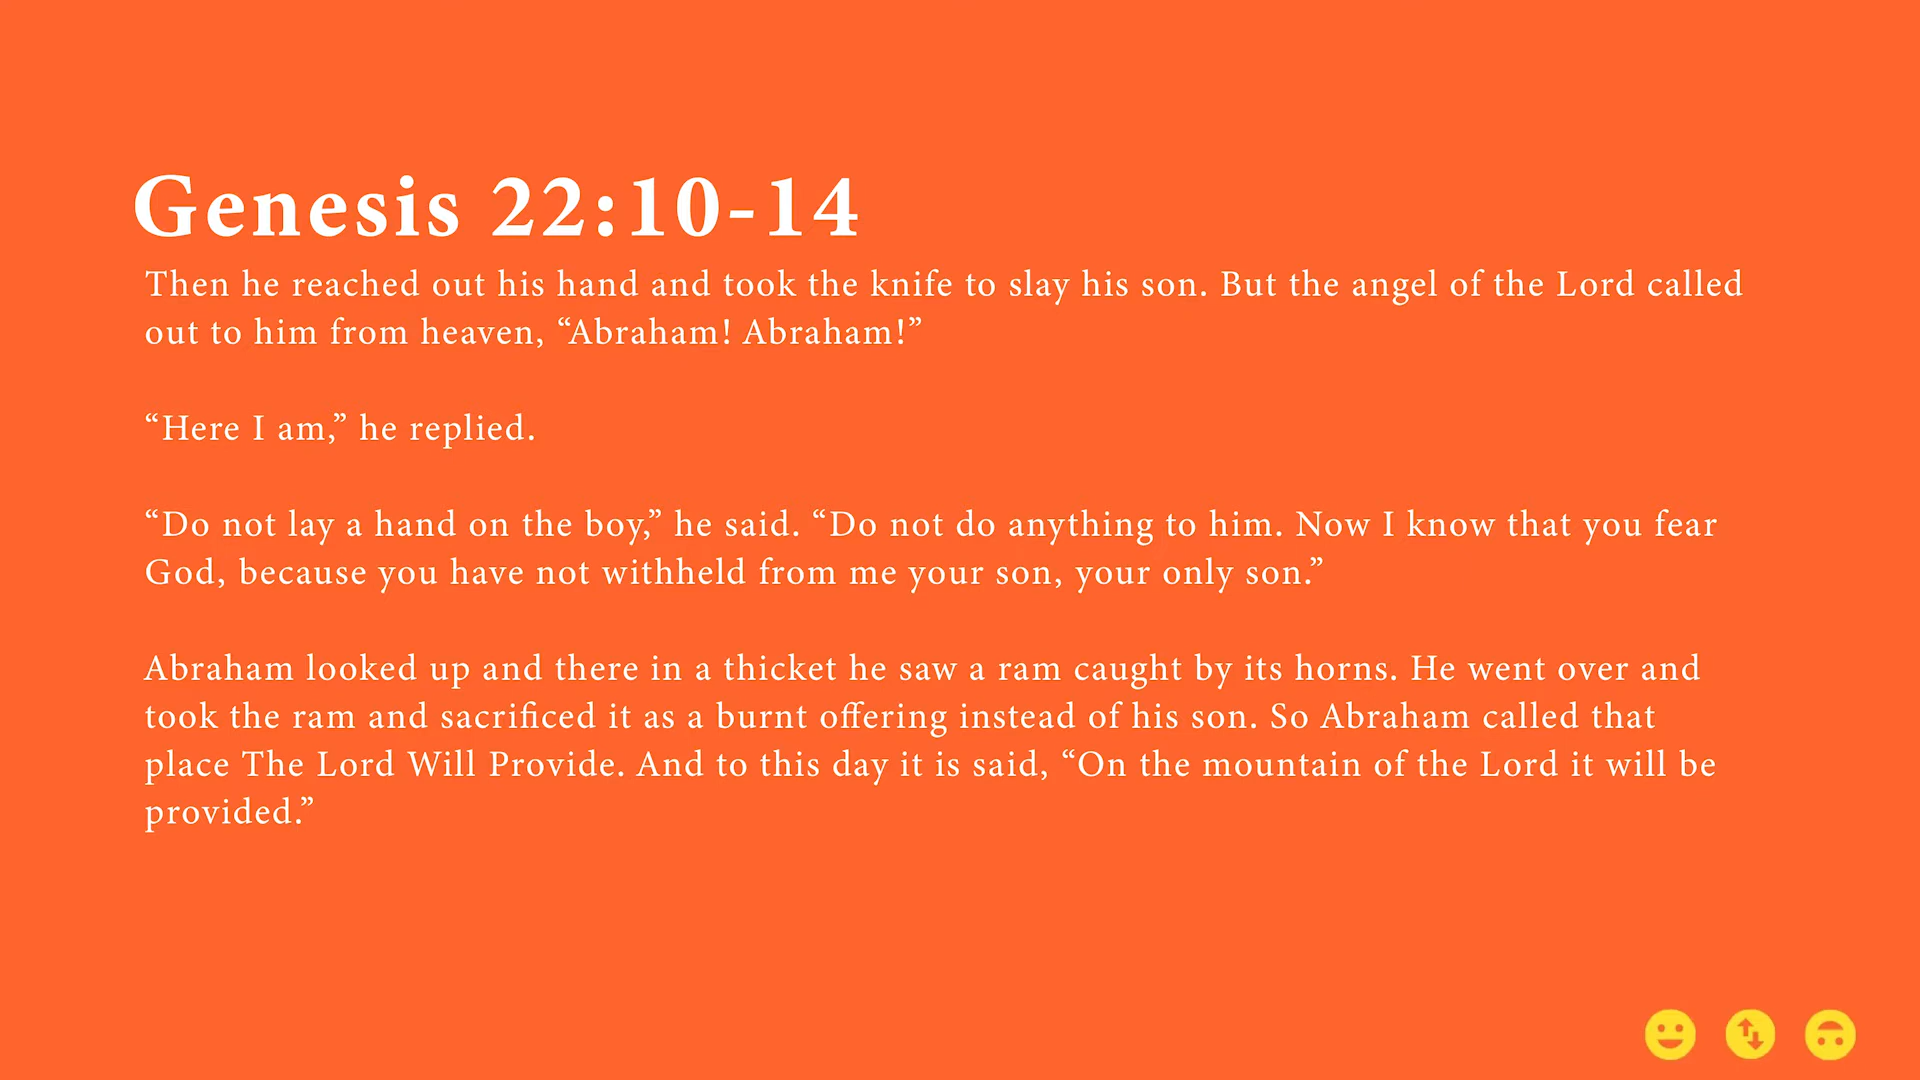 Genesis 22:10-14
Then he reached out his hand and took the knife to slay his son. But the angel of the Lord called
out to him from heaven, “Abraham! Abraham!”
“Here I am,” he replied.
“Do not lay a hand on the boy,” he said. “Do not do anything to him. Now I know that you fear
God, because you have not withheld from me your son, your only son.”
Abraham looked up and there in a thicket he saw a ram caught by its horns. He went over and
took the ram and sacrificed it as a burnt offering instead of his son. So Abraham called that
place The Lord Will Provide. And to this day it is said, “On the mountain of the Lord it will be
provided.”